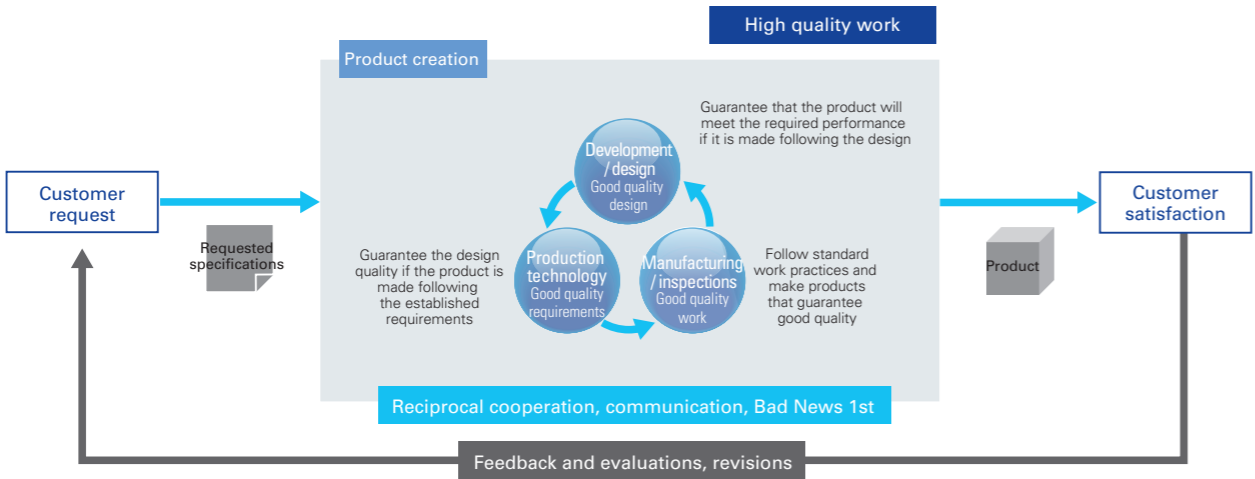 High quality work
Product creation
Guarantee that the product will
meet the required performance
if it is made following the design
Development
/ design
Good quality
design
Customer
request
Requested
specifications
Guarantee the design
quality if the product is
made following
the established
requirements
Production
technology
Good quality
requirements
Manufacturing
/ inspections
Good quality
work
Follow standard
work practices and
make products
that guarantee
good quality
Product
Customer
satisfaction
Reciprocal cooperation, communication, Bad News 1st
Feedback and evaluations, revisions